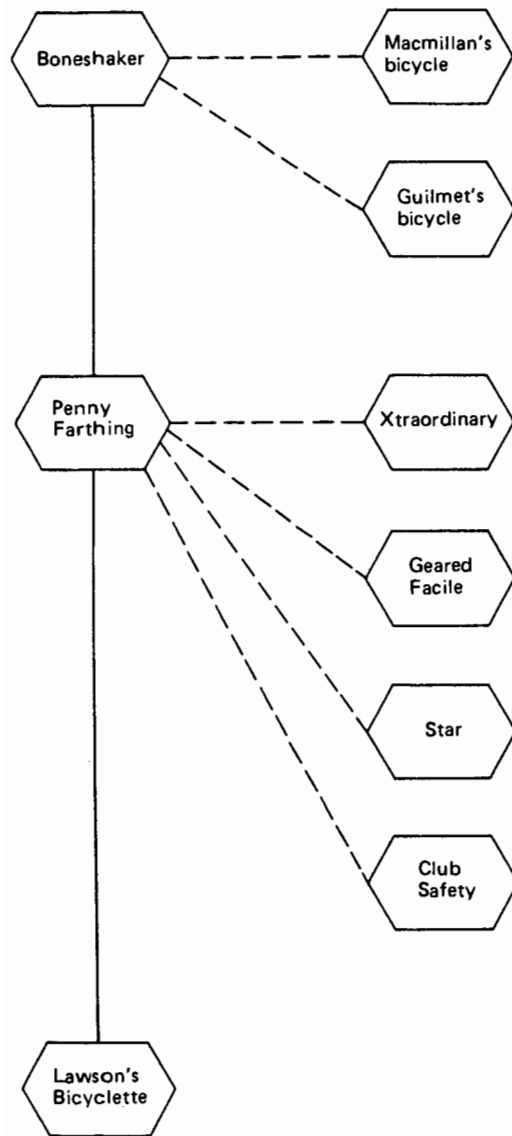 Boneshaker
Macmillan's
bicycle
Guilmet's
bicycle
Penny
Farthing
Xtraordinary
Geared
Facile
Star
Club
Safety
Lawson's
Bicyclette